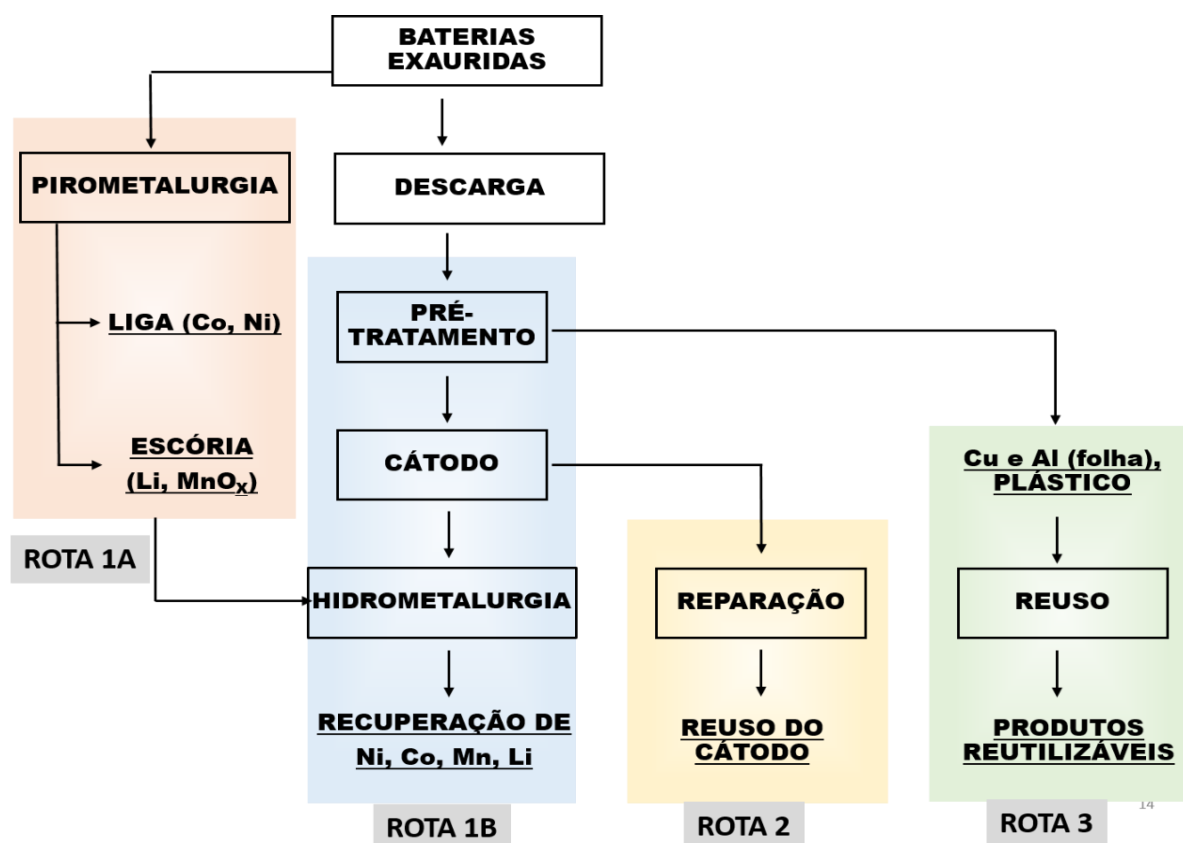 BATERIAS
EXAURIDAS
PIROMETALURGIA
DESCARGA
LIGA (Co, Ni)
ESCÓRIA
(Li, MnOX)
ROTA 1A
PRÉ-
TRATAMENTO
CÁTODO
HIDROMETALURGIA
RECUPERAÇÃO DE
Ni, Co, Mn, Li
ROTA 1B
REPARAÇÃO
REUSO DO
CÁTODO
ROTA 2
Cu e Al (folha),
PLÁSTICO
REUSO
PRODUTOS
REUTILIZÁVEIS
ROTA 3
14